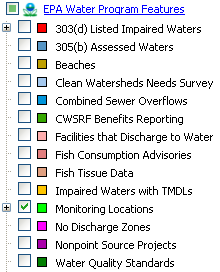 EPA Water Program Features
303(d) Listed Impaired Waters
305(b) Assessed Waters
Beaches
Clean Watersheds Needs Survey
Combined Sewer Overflows
CWSRF Benefits Reporting
Facilities that Discharge to Water
Fish Consumption Advisories
Fish Tissue Data
Impaired Waters with TMDLs
Monitoring Locations
No Discharge Zones
Nonpoint Source Projects
Water Quality Standards